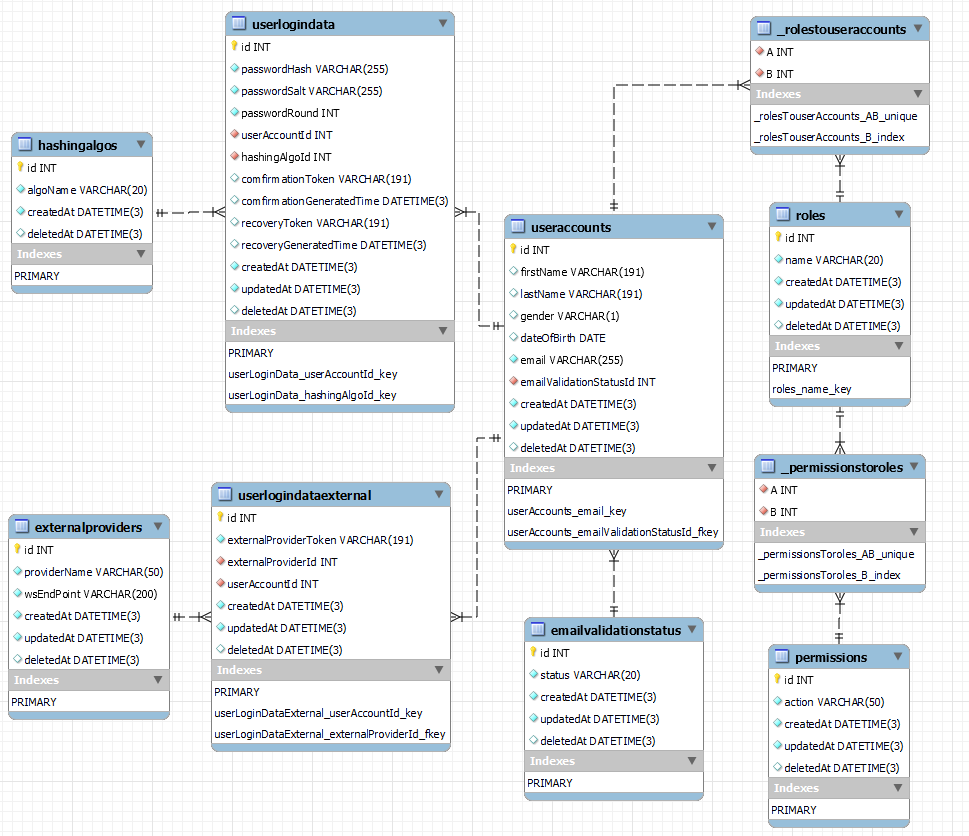 userlogindata
id INT
passwordHash VARCHAR(255)
passwordSalt VARCHAR(255)
passwordRound INT
userAccountId INT
hashingAlgoId INT
comfirmationToken VARCHAR(191)
comfirmationGeneratedTime DATETIME(3)
recoveryToken VARCHAR(191)
recoveryGeneratedTime DATETIME(3)
createdAt DATETIME(3)
updatedAt DATETIME(3)
deletedAt DATETIME(3)
Indexes
PRIMARY
userLoginData_userAccountId_key
userLoginData_hashingAlgoId_key
hashingalgos
id INT
algoName VARCHAR(20)
createdAt DATETIME(3)
deletedAt DATETIME(3)
Indexes
PRIMARY
_rolestouseraccounts
A INT
B INT
Indexes
_rolesTouserAccounts_AB_unique
_rolesTouserAccounts_B_index
useraccounts
id INT
firstName VARCHAR(191)
lastName VARCHAR(191)
gender VARCHAR(1)
dateOfBirth DATE
email VARCHAR(255)
emailValidationStatusId INT
createdAt DATETIME(3)
updatedAt DATETIME(3)
deletedAt DATETIME(3)
Indexes
PRIMARY
userAccounts_email_key
userAccounts_emailValidationStatusId_fkey
roles
id INT
name VARCHAR(20)
createdAt DATETIME(3)
updatedAt DATETIME(3)
deletedAt DATETIME(3)
Indexes
PRIMARY
roles_name_key
_permissionstoroles
A INT
B INT
Indexes
_permissionsToroles_AB_unique
_permissionsToroles_B_index
externalproviders
id INT
providerName VARCHAR(50)
wsEndPoint VARCHAR(200)
createdAt DATETIME(3)
updatedAt DATETIME(3)
deletedAt DATETIME(3)
Indexes
PRIMARY
userlogindataexternal
id INT
externalProviderToken VARCHAR(191)
externalProviderId INT
userAccountId INT
createdAt DATETIME(3)
updatedAt DATETIME(3)
deletedAt DATETIME(3)
Indexes
PRIMARY
userLoginDataExternal_userAccountId_key
userLoginDataExternal_externalProviderId_fkey
emailvalidationstatus
id INT
status VARCHAR(20)
createdAt DATETIME(3)
updatedAt DATETIME(3)
deletedAt DATETIME(3)
Indexes
PRIMARY
permissions
id INT
action VARCHAR(50)
createdAt DATETIME(3)
updatedAt DATETIME(3)
deletedAt DATETIME(3)
Indexes
PRIMARY